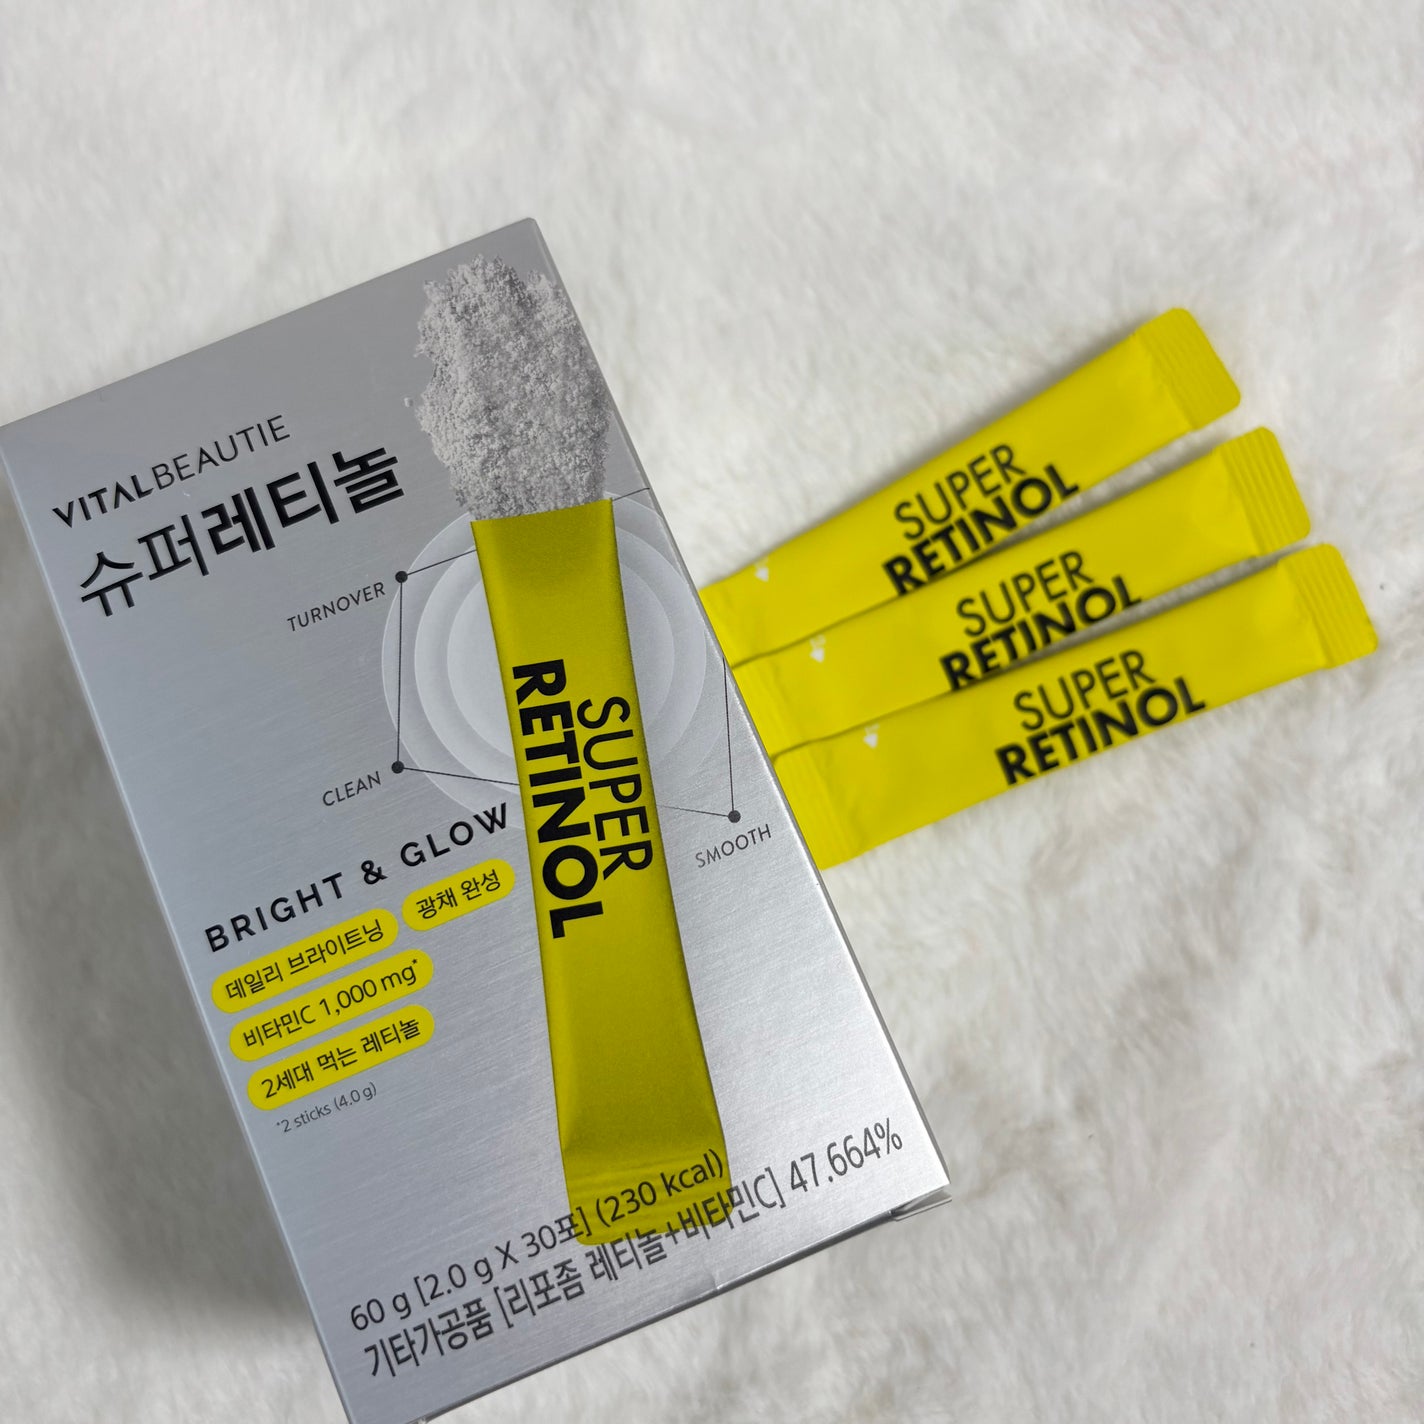 VITALBEAUTIE
슈퍼레티놀
TURNOVER
CLEAN
SMOOTH
SUPER
RETINOL
BRIGHT & GLOW
데일리 브라이트닝
광채 완성
비타민C 1,000 mg*
2세대 먹는 레티놀
*2 sticks (4.0 g)
60 g [2.0 g X 30포] (230 kcal)
기타가공품 [리포좀 레티놀+비타민C] 47.664%
SUPER
RETINOL
SUPER
RETINOL
SUPER
RETINOL